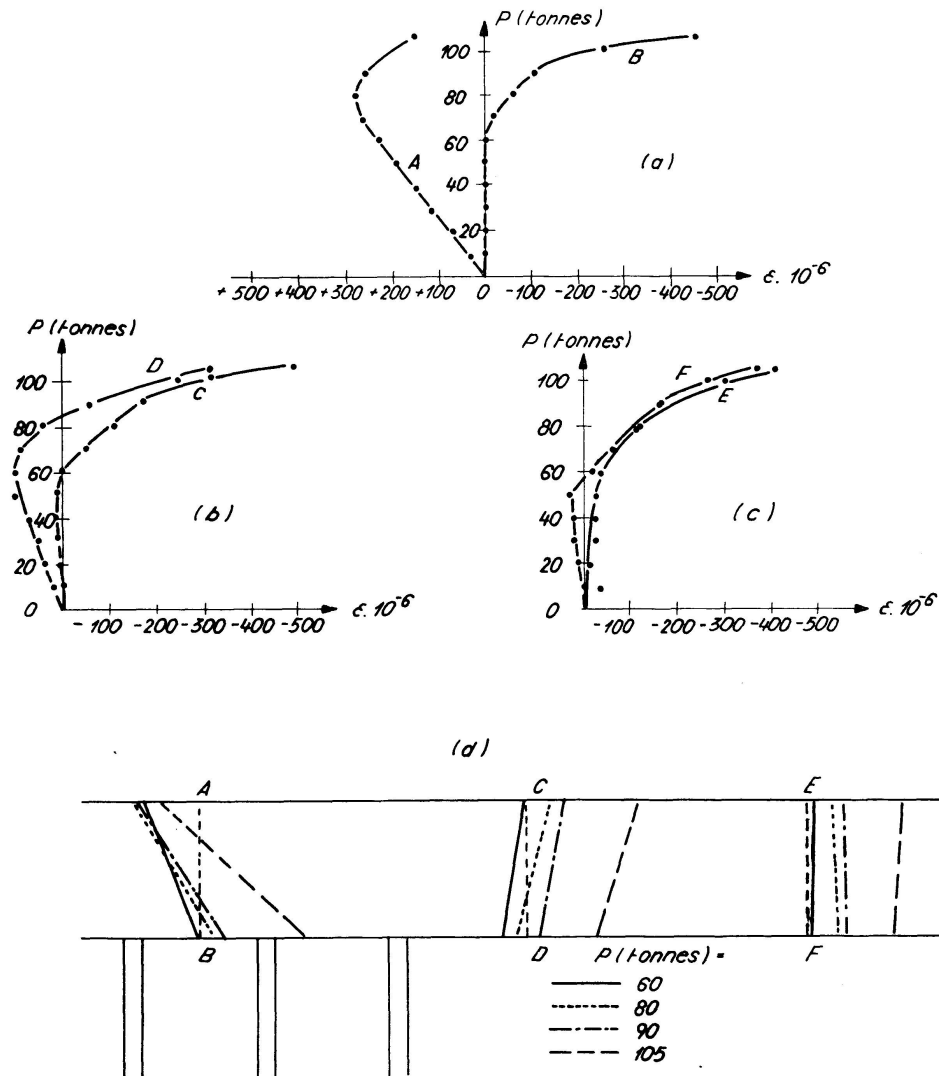 P (tonnes)
100
80
60
40
20
A
B
(a)
+500 +400 +300 +200 +100 0 -100 -200 -300 -400 -500 ε.10⁻⁶
P (tonnes)
100
80
60
40
20
0
D
C
(b)
-100 -200 -300 -400 -500 ε.10⁻⁶
P (tonnes)
100
80
60
40
20
0
F
E
(c)
-100 -200 -300 -400 -500 ε.10⁻⁶
(d)
A C E
B D F
P (tonnes) =
60
80
90
105